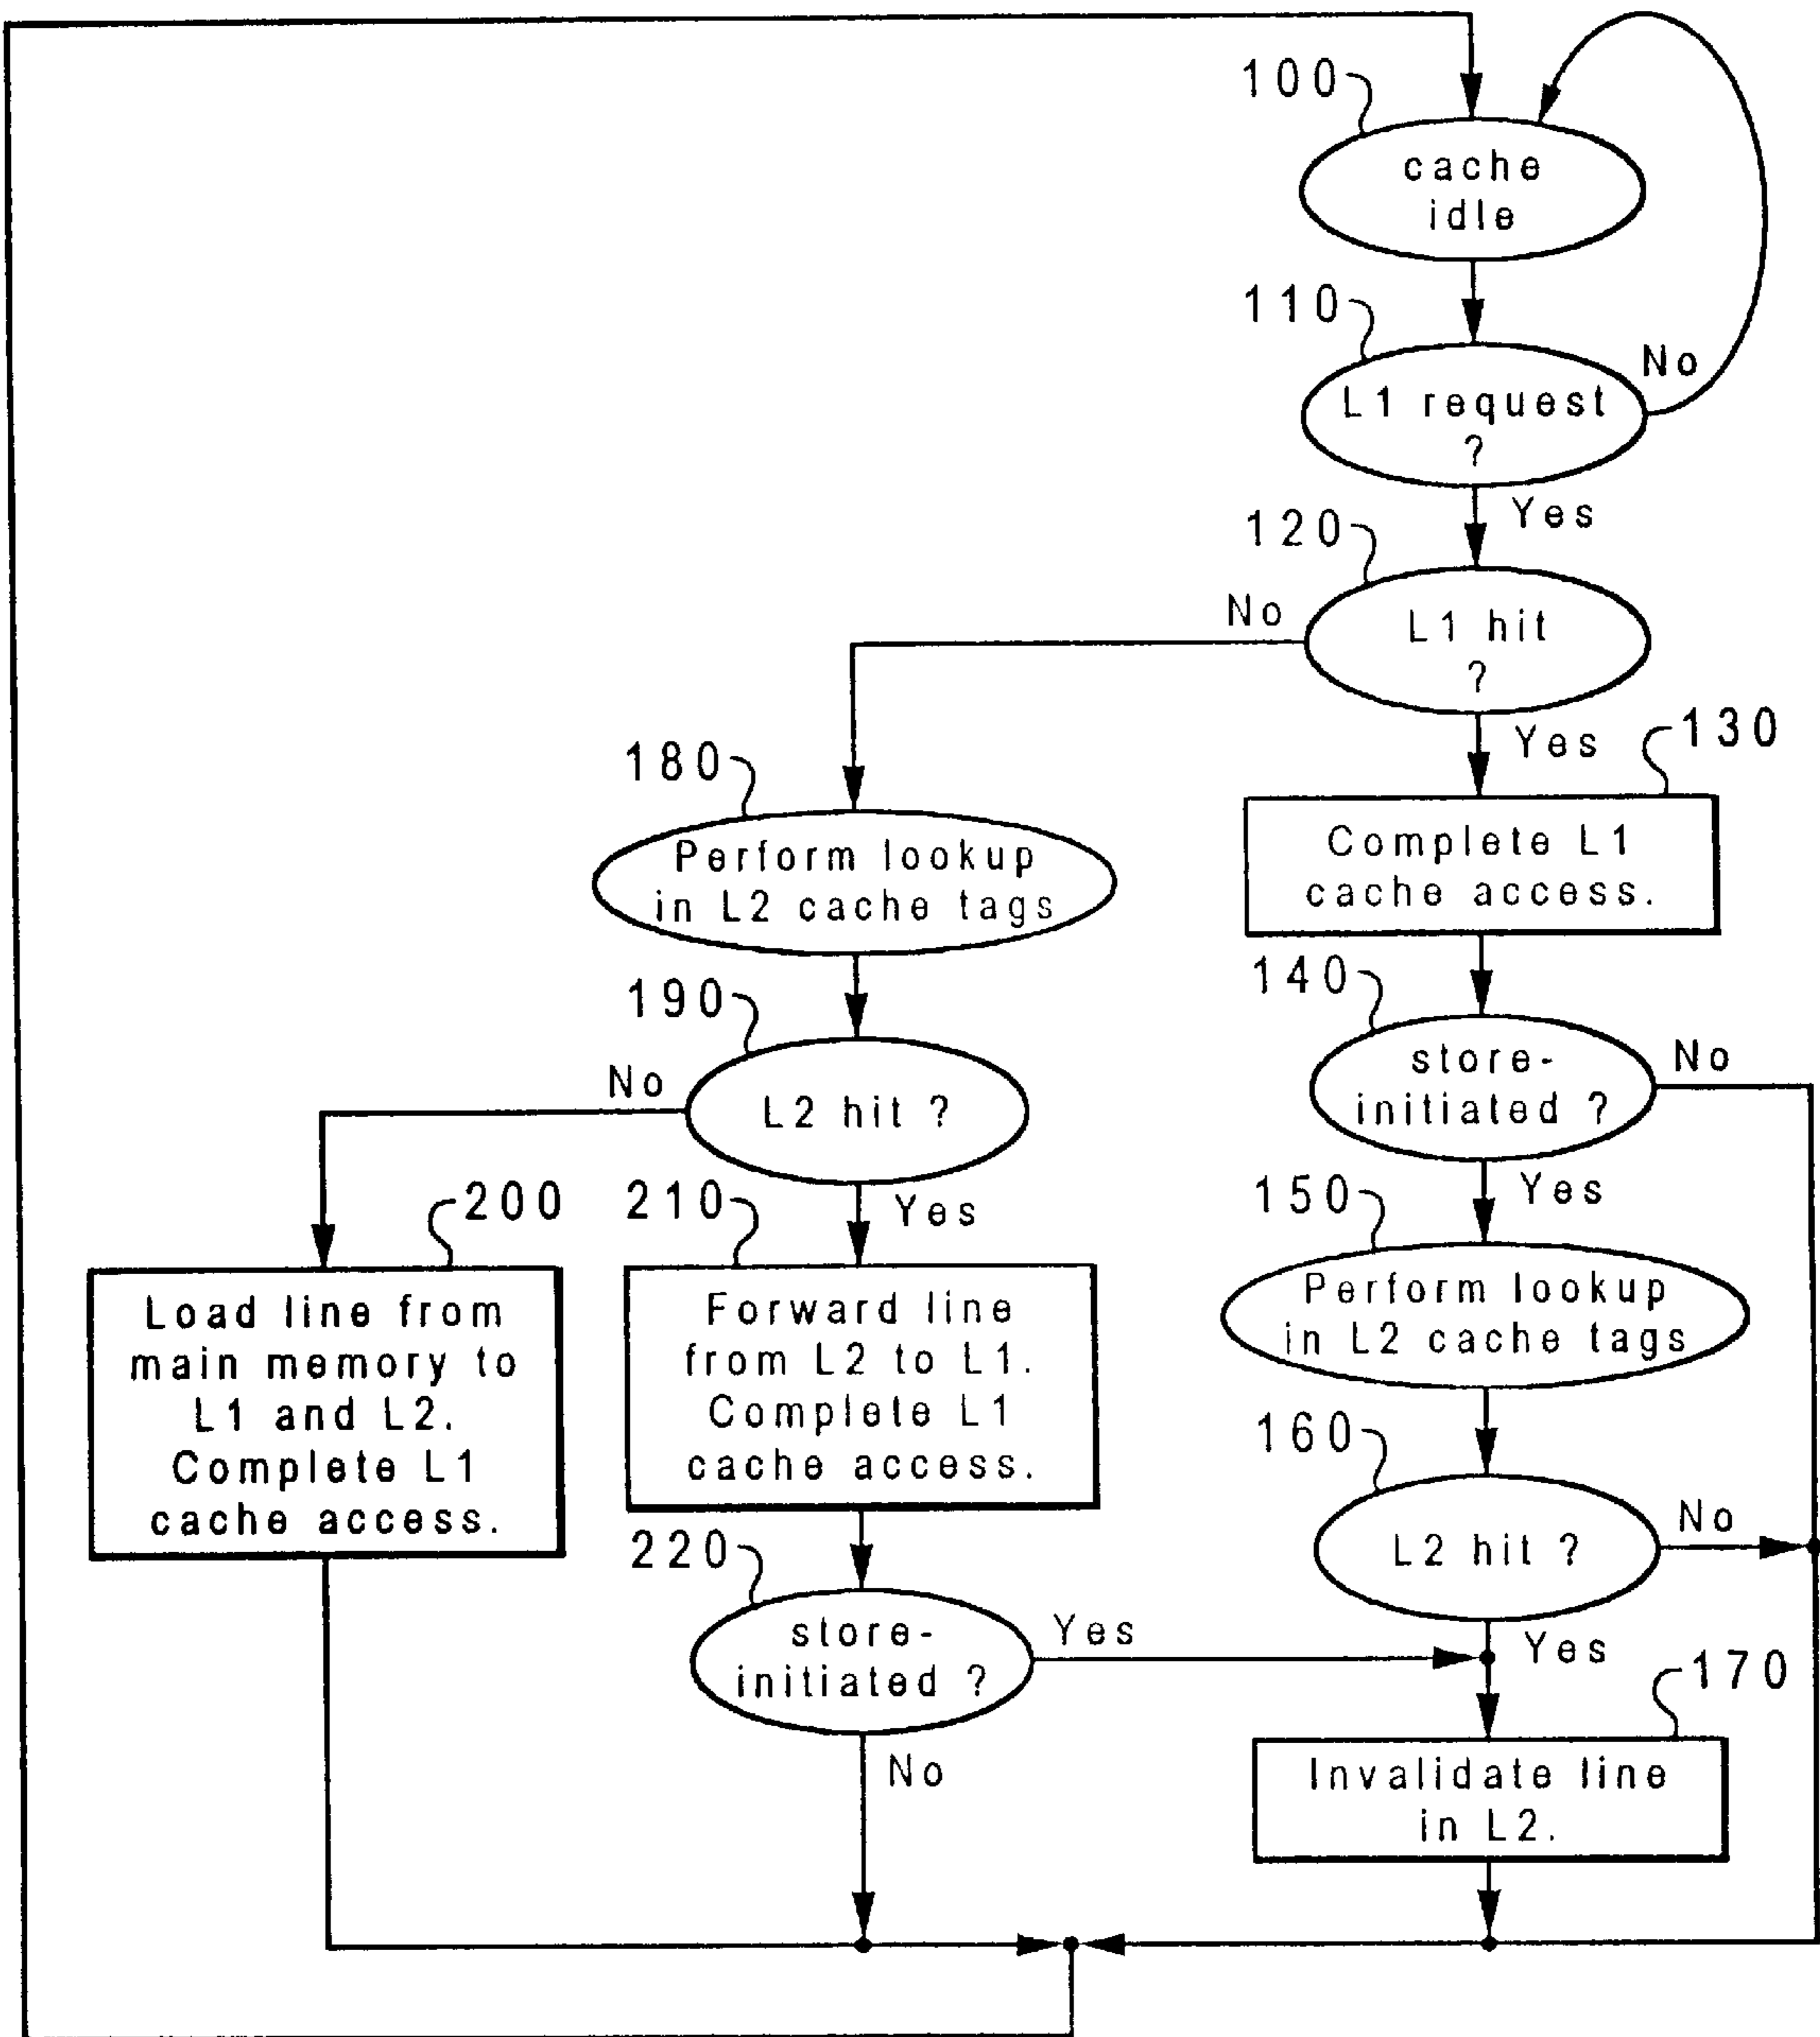 100
cache
idle
110
No
L1 request
?
Yes
120
No
L1 hit
?
Yes
130
180
Perform lookup
in L2 cache tags
Complete L1
cache access.
190
140
No
L2 hit ?
store-
initiated ?
No
200
210
Yes
150
Yes
Load line from
main memory to
L1 and L2.
Complete L1
cache access.
Forward line
from L2 to L1.
Complete L1
cache access.
Perform lookup
in L2 cache tags
160
L2 hit ?
No
220
store-
initiated ?
Yes
Yes
170
No
Invalidate line
in L2.